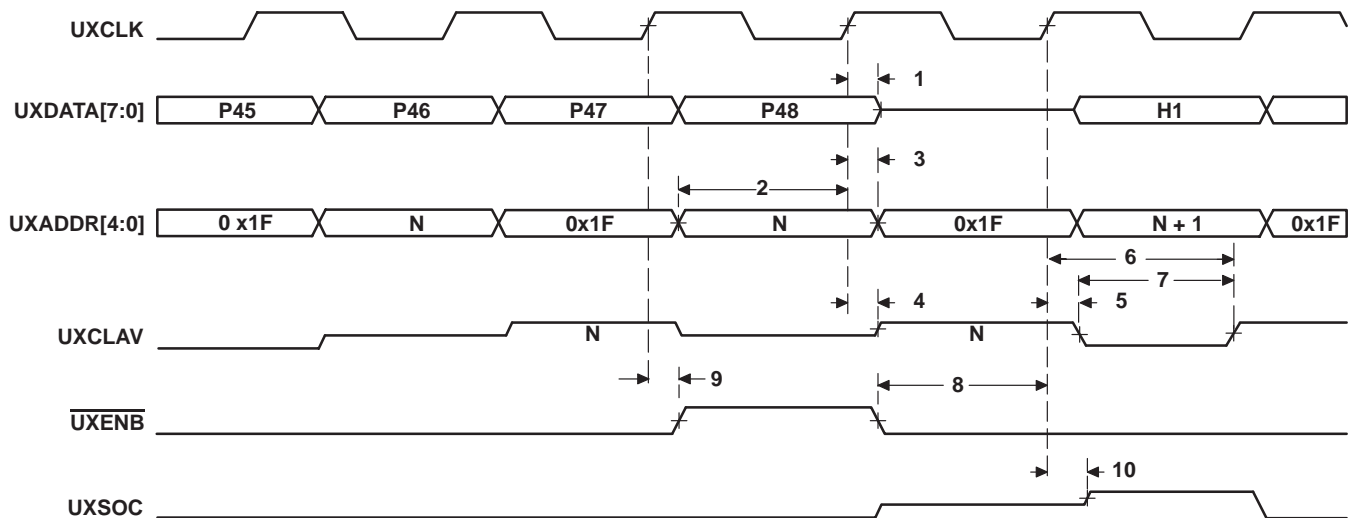 UXCLK
1
UXDATA[7:0] P45 P46 P47 P48 H1
3
2
UXADDR[4:0] 0 x1F N 0x1F N 0x1F N + 1 0x1F
6
7
4 5
UXCLAV N N
9 8
UXENB
10
UXSOC